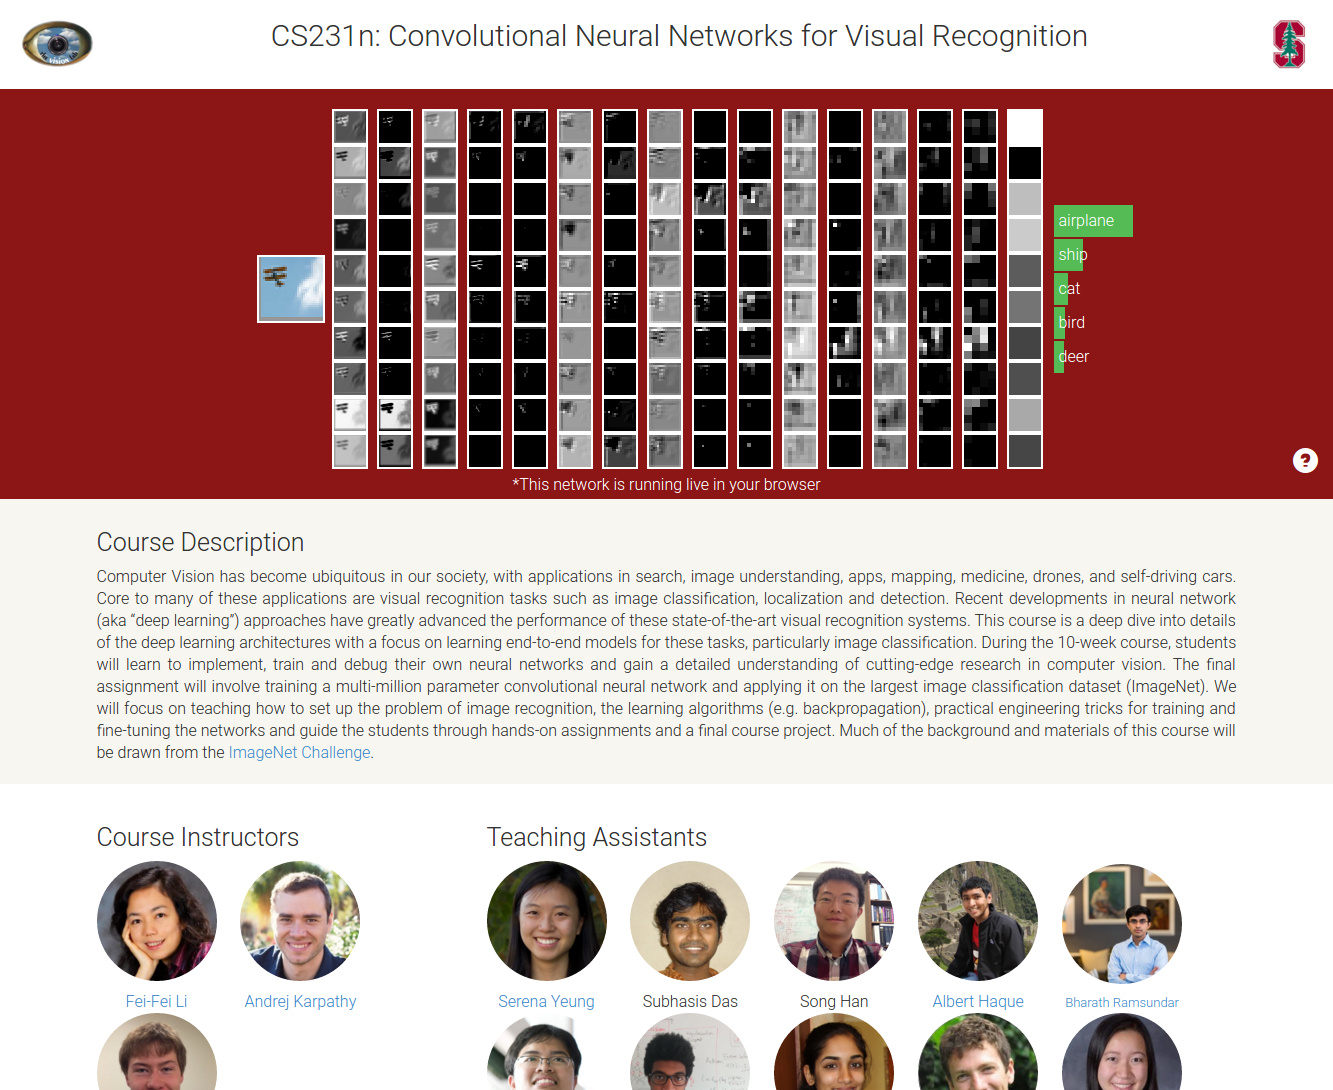 VISION
CS231n: Convolutional Neural Networks for Visual Recognition
S
airplane
ship
cat
bird
deer
?
*This network is running live in your browser
Course Description
Computer Vision has become ubiquitous in our society, with applications in search, image understanding, apps, mapping, medicine, drones, and self-driving cars.
Core to many of these applications are visual recognition tasks such as image classification, localization and detection. Recent developments in neural network
(aka “deep learning”) approaches have greatly advanced the performance of these state-of-the-art visual recognition systems. This course is a deep dive into details
of the deep learning architectures with a focus on learning end-to-end models for these tasks, particularly image classification. During the 10-week course, students
will learn to implement, train and debug their own neural networks and gain a detailed understanding of cutting-edge research in computer vision. The final
assignment will involve training a multi-million parameter convolutional neural network and applying it on the largest image classification dataset (ImageNet). We
will focus on teaching how to set up the problem of image recognition, the learning algorithms (e.g. backpropagation), practical engineering tricks for training and
fine-tuning the networks and guide the students through hands-on assignments and a final course project. Much of the background and materials of this course will
be drawn from the ImageNet Challenge.
Course Instructors
Teaching Assistants
Fei-Fei Li
Andrej Karpathy
Serena Yeung
Subhasis Das
Song Han
Albert Haque
Bharath Ramsundar